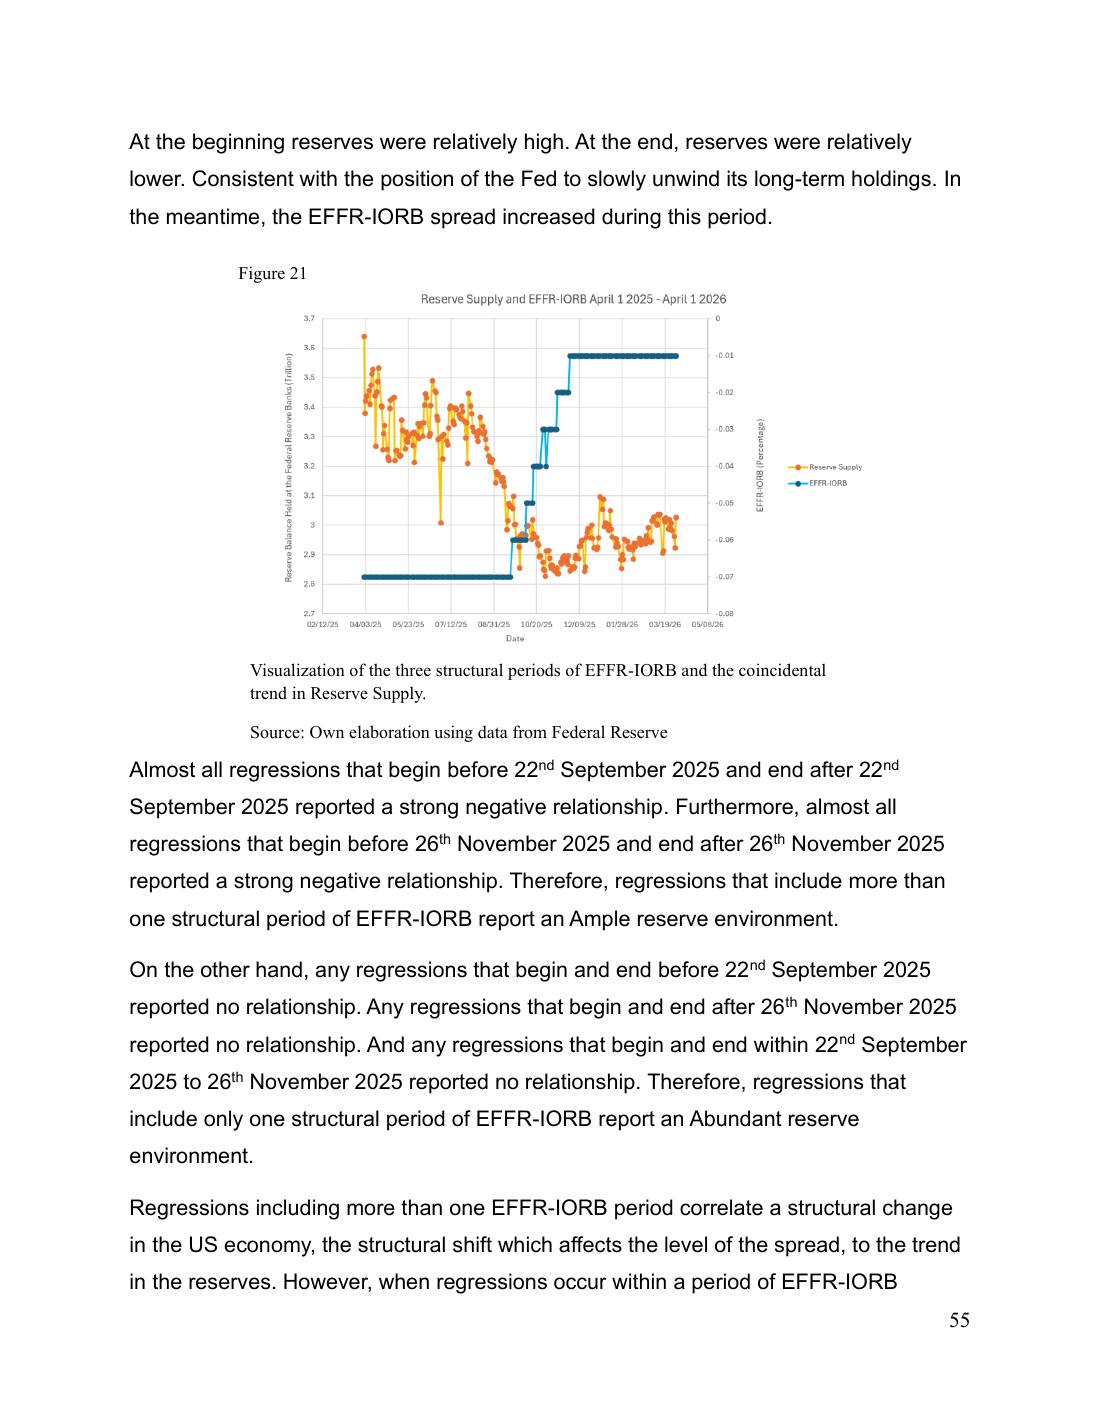 At the beginning reserves were relatively high. At the end, reserves were relatively
lower. Consistent with the position of the Fed to slowly unwind its long-term holdings. In
the meantime, the EFFR-IORB spread increased during this period.
Figure 21
Reserve Supply and EFFR-IORB April 1 2025 - April 1 2026
Reserve Balance Held at the Federal Reserve Banks (Trillion)
3.7
3.6
3.5
3.4
3.3
3.2
3.1
3
2.9
2.8
2.7
0
-0.01
-0.02
-0.03
-0.04
-0.05
-0.06
-0.07
-0.08
EFFR-IORB (Percentage)
Reserve Supply
EFFR-IORB
02/12/25 04/03/25 05/23/25 07/12/25 08/31/25 10/20/25 12/09/25 01/28/26 03/19/26 05/08/26
Date
Visualization of the three structural periods of EFFR-IORB and the coincidental
trend in Reserve Supply.
Source: Own elaboration using data from Federal Reserve
Almost all regressions that begin before 22nd September 2025 and end after 22nd
September 2025 reported a strong negative relationship. Furthermore, almost all
regressions that begin before 26th November 2025 and end after 26th November 2025
reported a strong negative relationship. Therefore, regressions that include more than
one structural period of EFFR-IORB report an Ample reserve environment.
On the other hand, any regressions that begin and end before 22nd September 2025
reported no relationship. Any regressions that begin and end after 26th November 2025
reported no relationship. And any regressions that begin and end within 22nd September
2025 to 26th November 2025 reported no relationship. Therefore, regressions that
include only one structural period of EFFR-IORB report an Abundant reserve
environment.
Regressions including more than one EFFR-IORB period correlate a structural change
in the US economy, the structural shift which affects the level of the spread, to the trend
in the reserves. However, when regressions occur within a period of EFFR-IORB
55